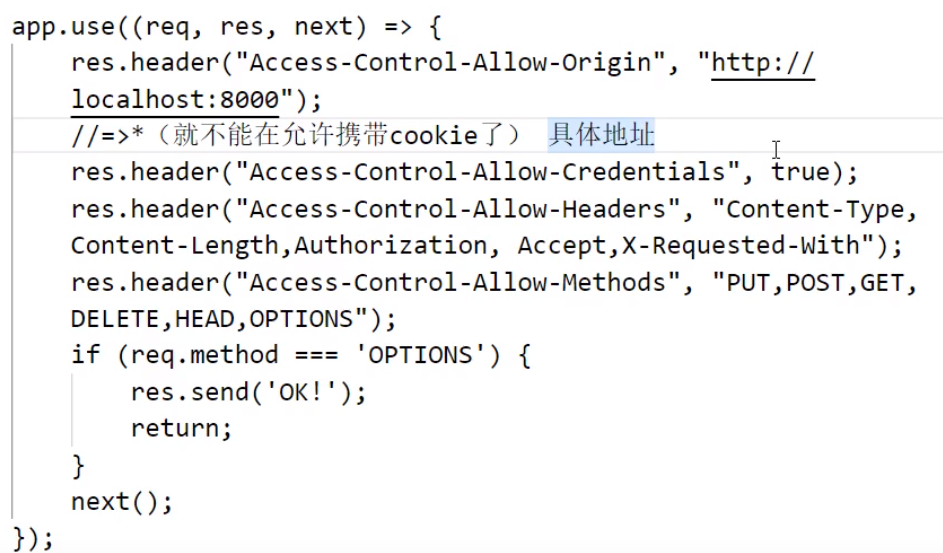 app.use((req, res, next) => {
res.header("Access-Control-Allow-Origin", "http://
localhost:8000");
//=>*（就不能在允许携带cookie了） 具体地址
res.header("Access-Control-Allow-Credentials", true);
res.header("Access-Control-Allow-Headers", "Content-Type,
Content-Length,Authorization, Accept,X-Requested-With");
res.header("Access-Control-Allow-Methods", "PUT,POST,GET,
DELETE,HEAD,OPTIONS");
if (req.method === 'OPTIONS') {
res.send('OK!');
return;
}
next();
});